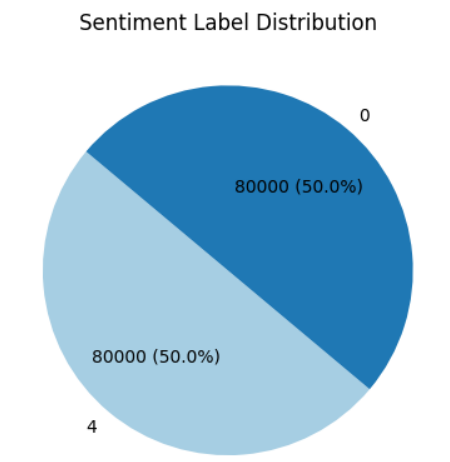 Sentiment Label Distribution
0
80000 (50.0%)
80000 (50.0%)
4